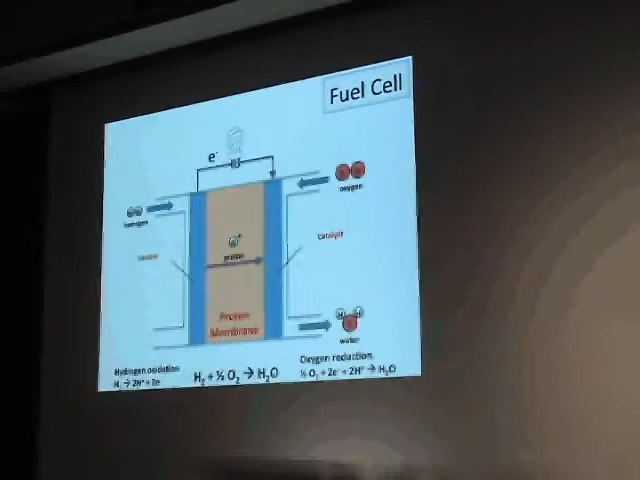 Fuel Cell
e-
oxygen
hydrogen
Catalyst
H+
proton
Proton
Membrane
H H
water
Hydrogen oxidation
H₂ → 2H⁺ + 2e
H₂ + ½ O₂ → H₂O
Oxygen reduction
½ O₂ + 2e⁻ + 2H⁺ → H₂O